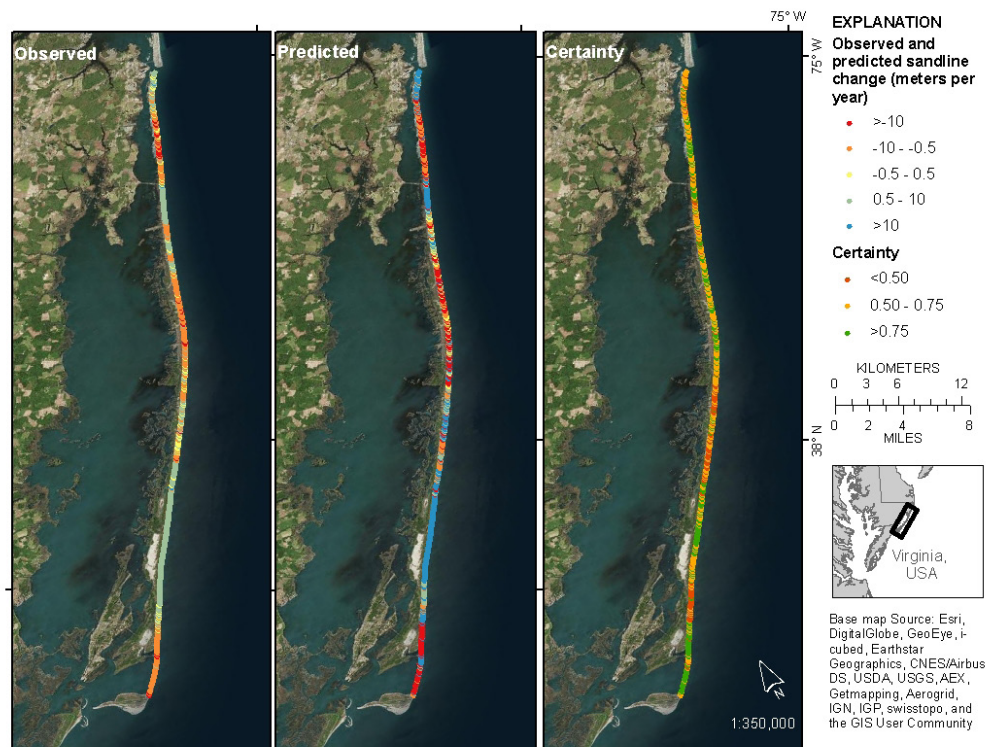 Observed
Predicted
Certainty
75° W
75° W
38° N
EXPLANATION
Observed and
predicted sandline
change (meters per
year)
>-10
-10 - -0.5
-0.5 - 0.5
0.5 - 10
>10
Certainty
<0.50
0.50 - 0.75
>0.75
KILOMETERS
0 3 6 12
0 2 4 8
MILES
Virginia,
USA
N
1:350,000
Base map Source: Esri,
DigitalGlobe, GeoEye, i-
cubed, Earthstar
Geographics, CNES/Airbus
DS, USDA, USGS, AEX,
Getmapping, Aerogrid,
IGN, IGP, swisstopo, and
the GIS User Community